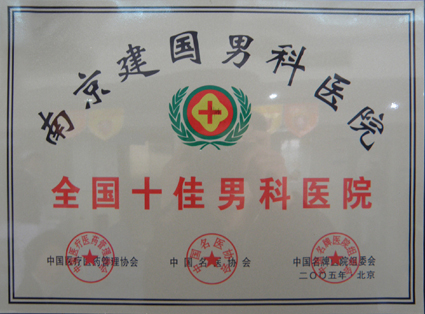 南京建国男科医院
全国十佳男科医院
中国医疗医药管理协会
中国名医协会
中国名牌医院组委会
二〇〇五年·北京